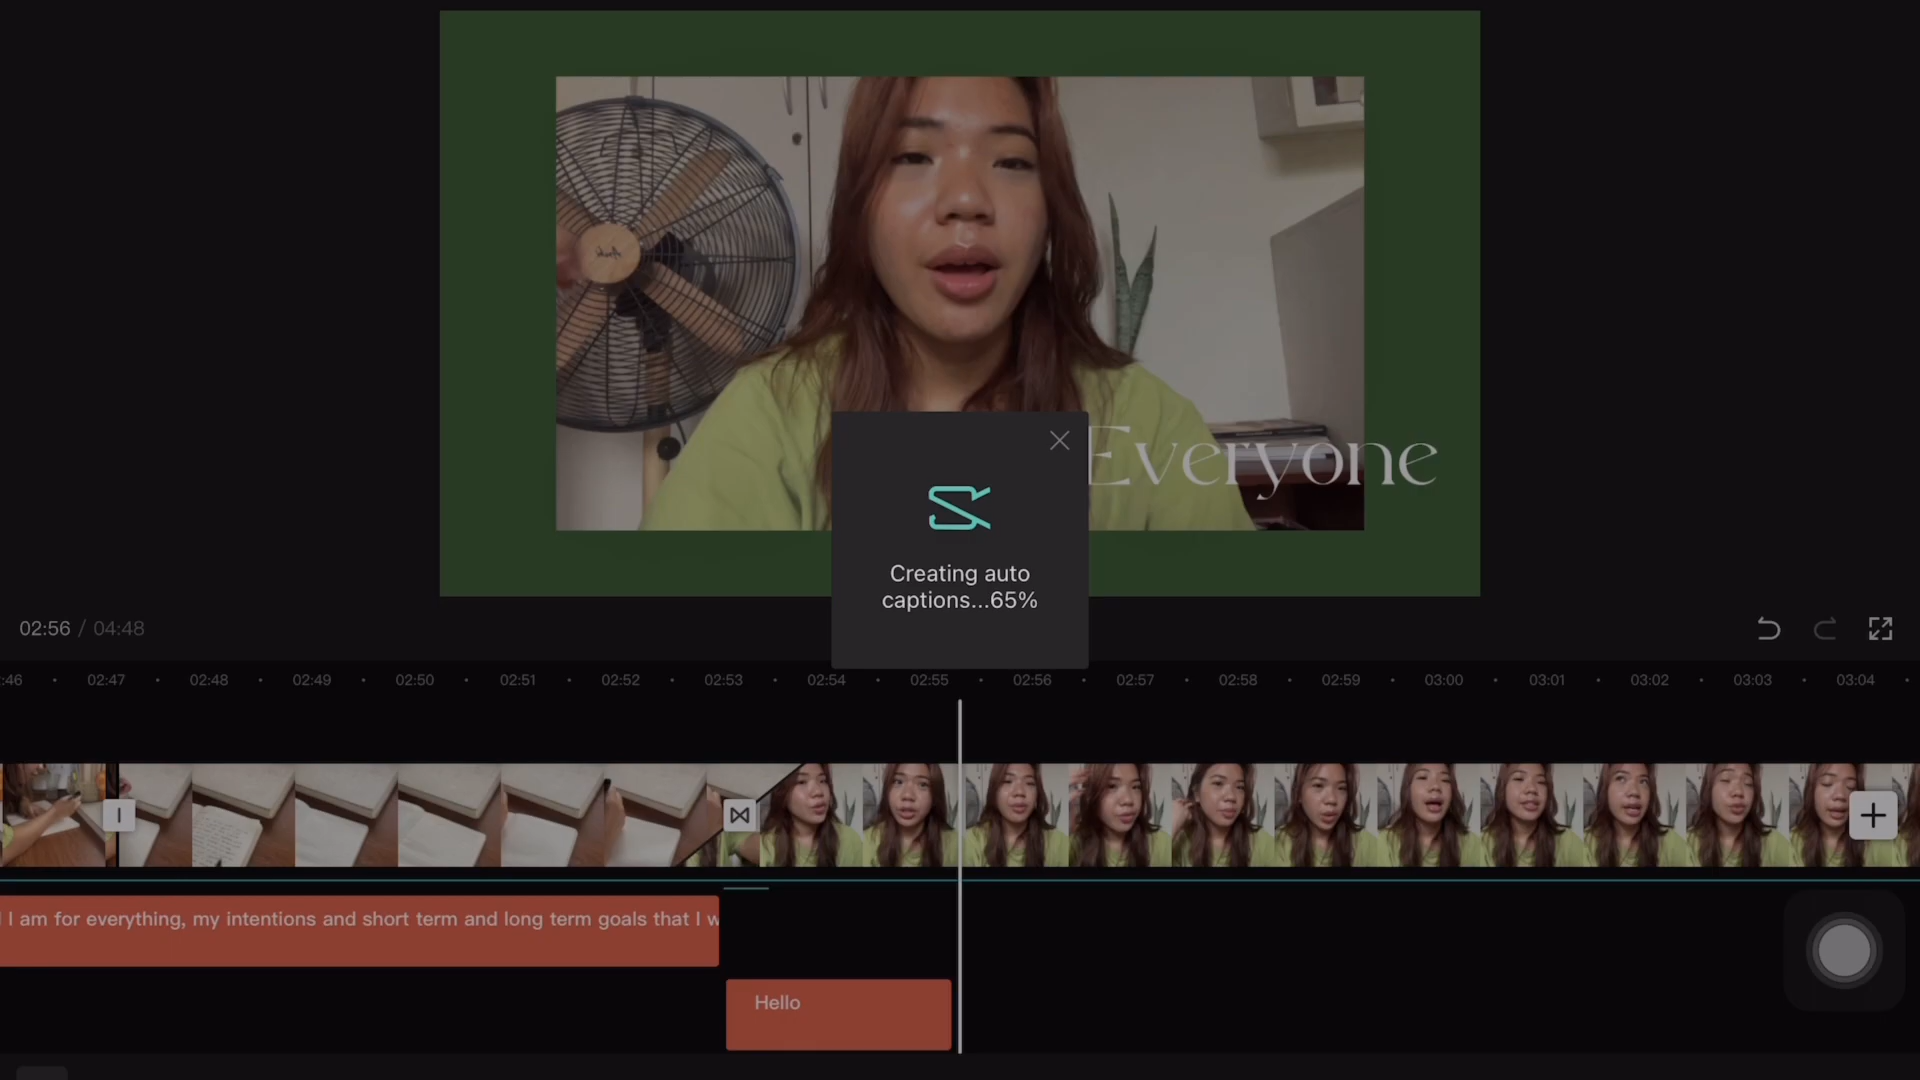 Everyone
Creating auto
captions...65%
02:56 / 04:48
:46 02:47 02:48 02:49 02:50 02:51 02:52 02:53 02:54 02:55 02:56 02:57 02:58 02:59 03:00 03:01 03:02 03:03 03:04
I am for everything, my intentions and short term and long term goals that I w
Hello